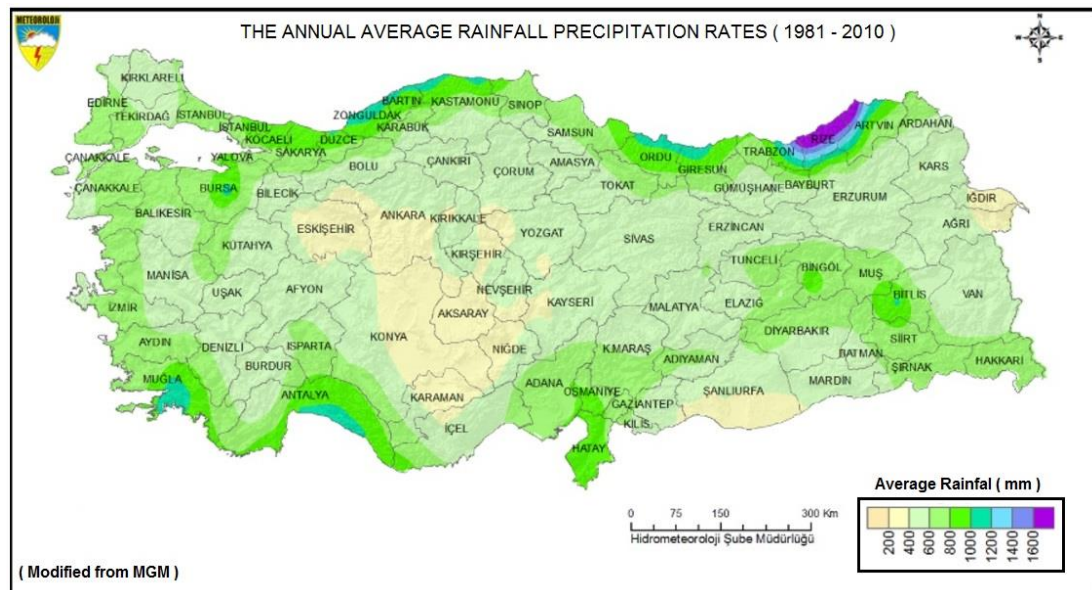 METEOROLOJİ
THE ANNUAL AVERAGE RAINFALL PRECIPITATION RATES ( 1981 - 2010 )
N
W E
S
KIRKLARELİ
EDİRNE
TEKİRDAĞ
İSTANBUL
İSTANBUL
KOCAELİ
YALOVA
SAKARYA
DÜZCE
ZONGULDAK
BARTIN
KARABÜK
KASTAMONU
SİNOP
SAMSUN
ORDU
GİRESUN
TRABZON
RİZE
ARTVİN
ARDAHAN
ÇANAKKALE
ÇANAKKALE
BURSA
BİLECİK
BOLU
ÇANKIRI
ÇORUM
AMASYA
TOKAT
GÜMÜŞHANE
BAYBURT
ERZURUM
KARS
IĞDIR
BALIKESİR
KÜTAHYA
ESKİŞEHİR
ANKARA
KIRIKKALE
YOZGAT
SİVAS
ERZİNCAN
AĞRI
MANİSA
UŞAK
AFYON
KIRŞEHİR
NEVŞEHİR
KAYSERİ
MALATYA
ELAZIĞ
TUNCELİ
BİNGÖL
MUŞ
BİTLİS
VAN
İZMİR
AYDIN
DENİZLİ
ISPARTA
BURDUR
KONYA
AKSARAY
NİĞDE
K.MARAŞ
ADIYAMAN
DİYARBAKIR
BATMAN
SİİRT
ŞIRNAK
HAKKARİ
MUĞLA
ANTALYA
KARAMAN
İÇEL
ADANA
OSMANİYE
GAZİANTEP
KİLİS
HATAY
ŞANLIURFA
MARDİN
0 75 150 300 Km
Hidrometeoroloji Şube Müdürlüğü
Average Rainfal ( mm )
200 400 600 800 1000 1200 1400 1600
( Modified from MGM )